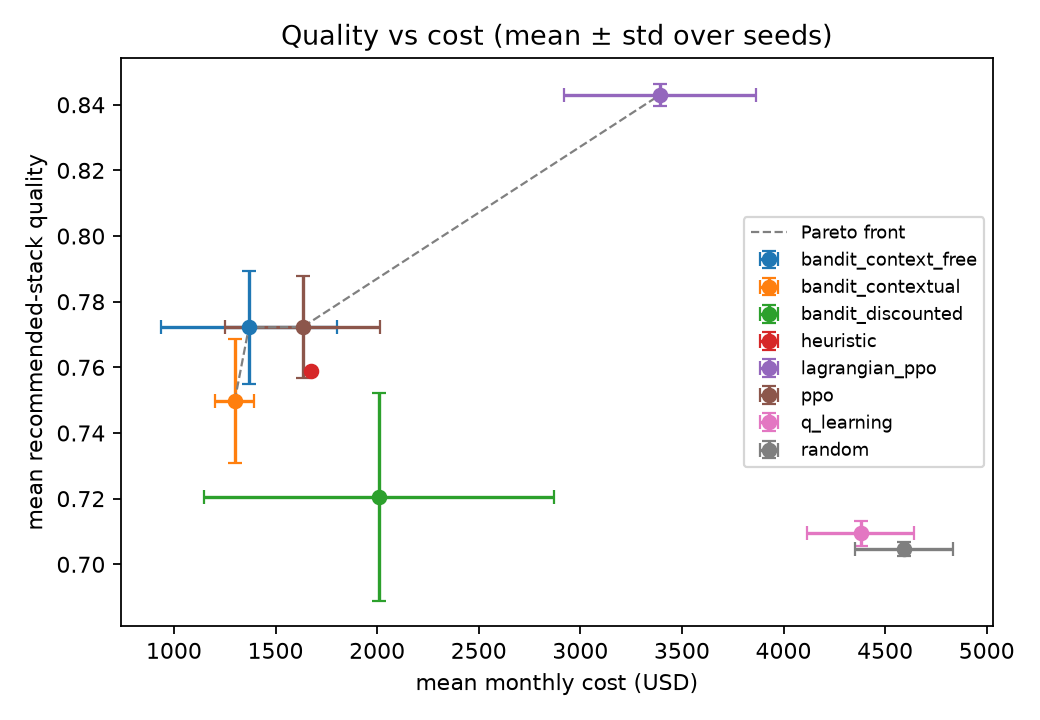 Quality vs cost (mean ± std over seeds)
mean recommended-stack quality
0.84
0.82
0.80
0.78
0.76
0.74
0.72
0.70
Pareto front
bandit_context_free
bandit_contextual
bandit_discounted
heuristic
lagrangian_ppo
ppo
q_learning
random
1000 1500 2000 2500 3000 3500 4000 4500 5000
mean monthly cost (USD)